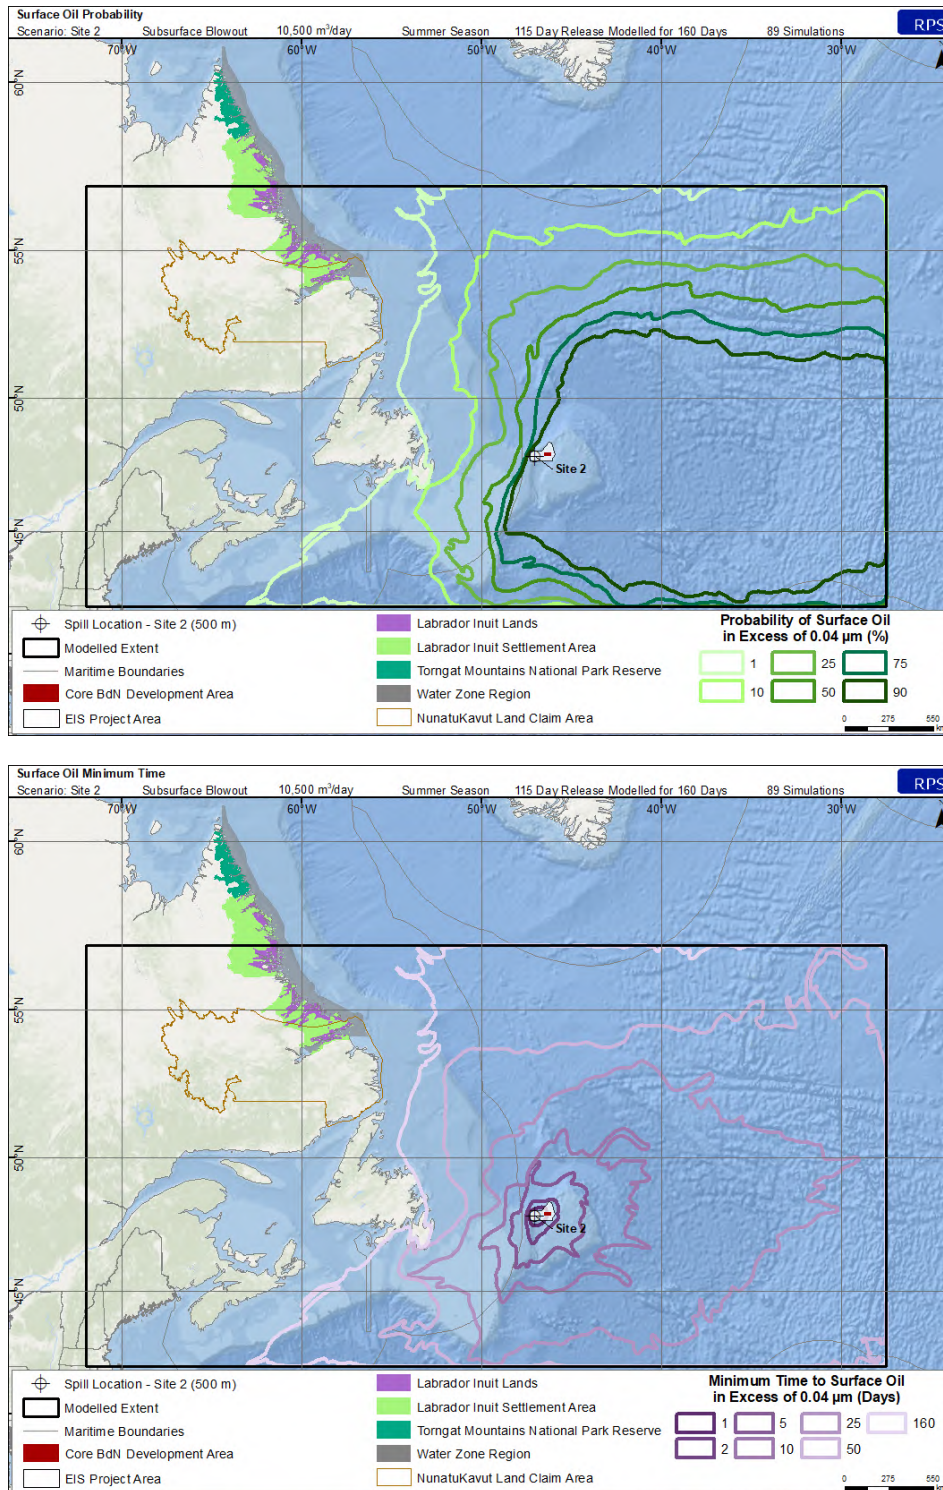 Surface Oil Probability
Scenario: Site 2 Subsurface Blowout 10,500 m³/day Summer Season 115 Day Release Modelled for 160 Days 89 Simulations
RPS
70°W 60°W 50°W 40°W 30°W
60°N
55°N
50°N
45°N
Site 2
Spill Location - Site 2 (500 m)
Modelled Extent
Maritime Boundaries
Core BdN Development Area
EIS Project Area
Labrador Inuit Lands
Labrador Inuit Settlement Area
Torngat Mountains National Park Reserve
Water Zone Region
NunatuKavut Land Claim Area
Probability of Surface Oil
in Excess of 0.04 µm (%)
1 25 75
10 50 90
0 275 550
km
Surface Oil Minimum Time
Scenario: Site 2 Subsurface Blowout 10,500 m³/day Summer Season 115 Day Release Modelled for 160 Days 89 Simulations
RPS
70°W 60°W 50°W 40°W 30°W
60°N
55°N
50°N
45°N
Site 2
Spill Location - Site 2 (500 m)
Modelled Extent
Maritime Boundaries
Core BdN Development Area
EIS Project Area
Labrador Inuit Lands
Labrador Inuit Settlement Area
Torngat Mountains National Park Reserve
Water Zone Region
NunatuKavut Land Claim Area
Minimum Time to Surface Oil
in Excess of 0.04 µm (Days)
1 5 25 160
2 10 50
0 275 550
km